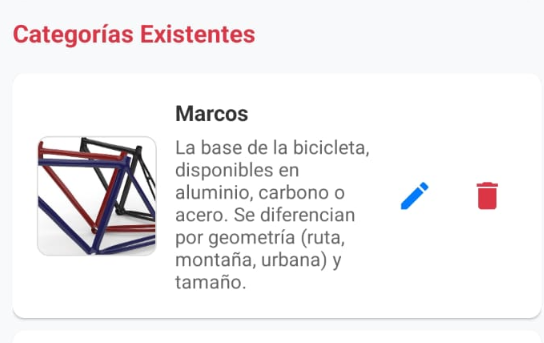 Categorías Existentes
Marcos
La base de la bicicleta,
disponibles en
aluminio, carbono o
acero. Se diferencian
por geometría (ruta,
montaña, urbana) y
tamaño.